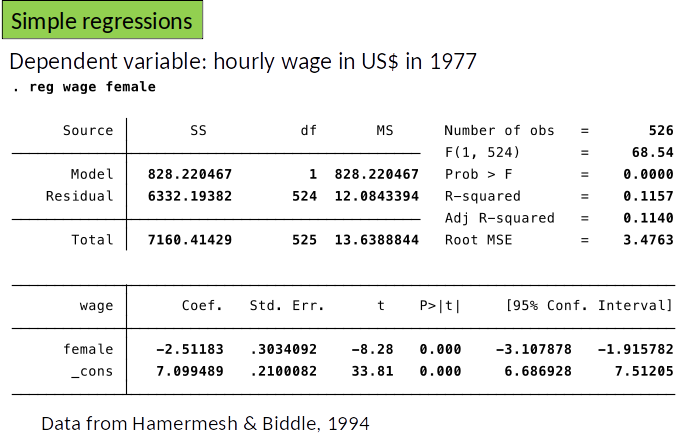 Simple regressions
Dependent variable: hourly wage in US$ in 1977
. reg wage female
Source SS df MS Number of obs = 526
F(1, 524) = 68.54
Model 828.220467 1 828.220467 Prob > F = 0.0000
Residual 6332.19382 524 12.0843394 R-squared = 0.1157
Adj R-squared = 0.1140
Total 7160.41429 525 13.6388844 Root MSE = 3.4763
wage Coef. Std. Err. t P>|t| [95% Conf. Interval]
female -2.51183 .3034092 -8.28 0.000 -3.107878 -1.915782
_cons 7.099489 .2100082 33.81 0.000 6.686928 7.51205
Data from Hamermesh & Biddle, 1994